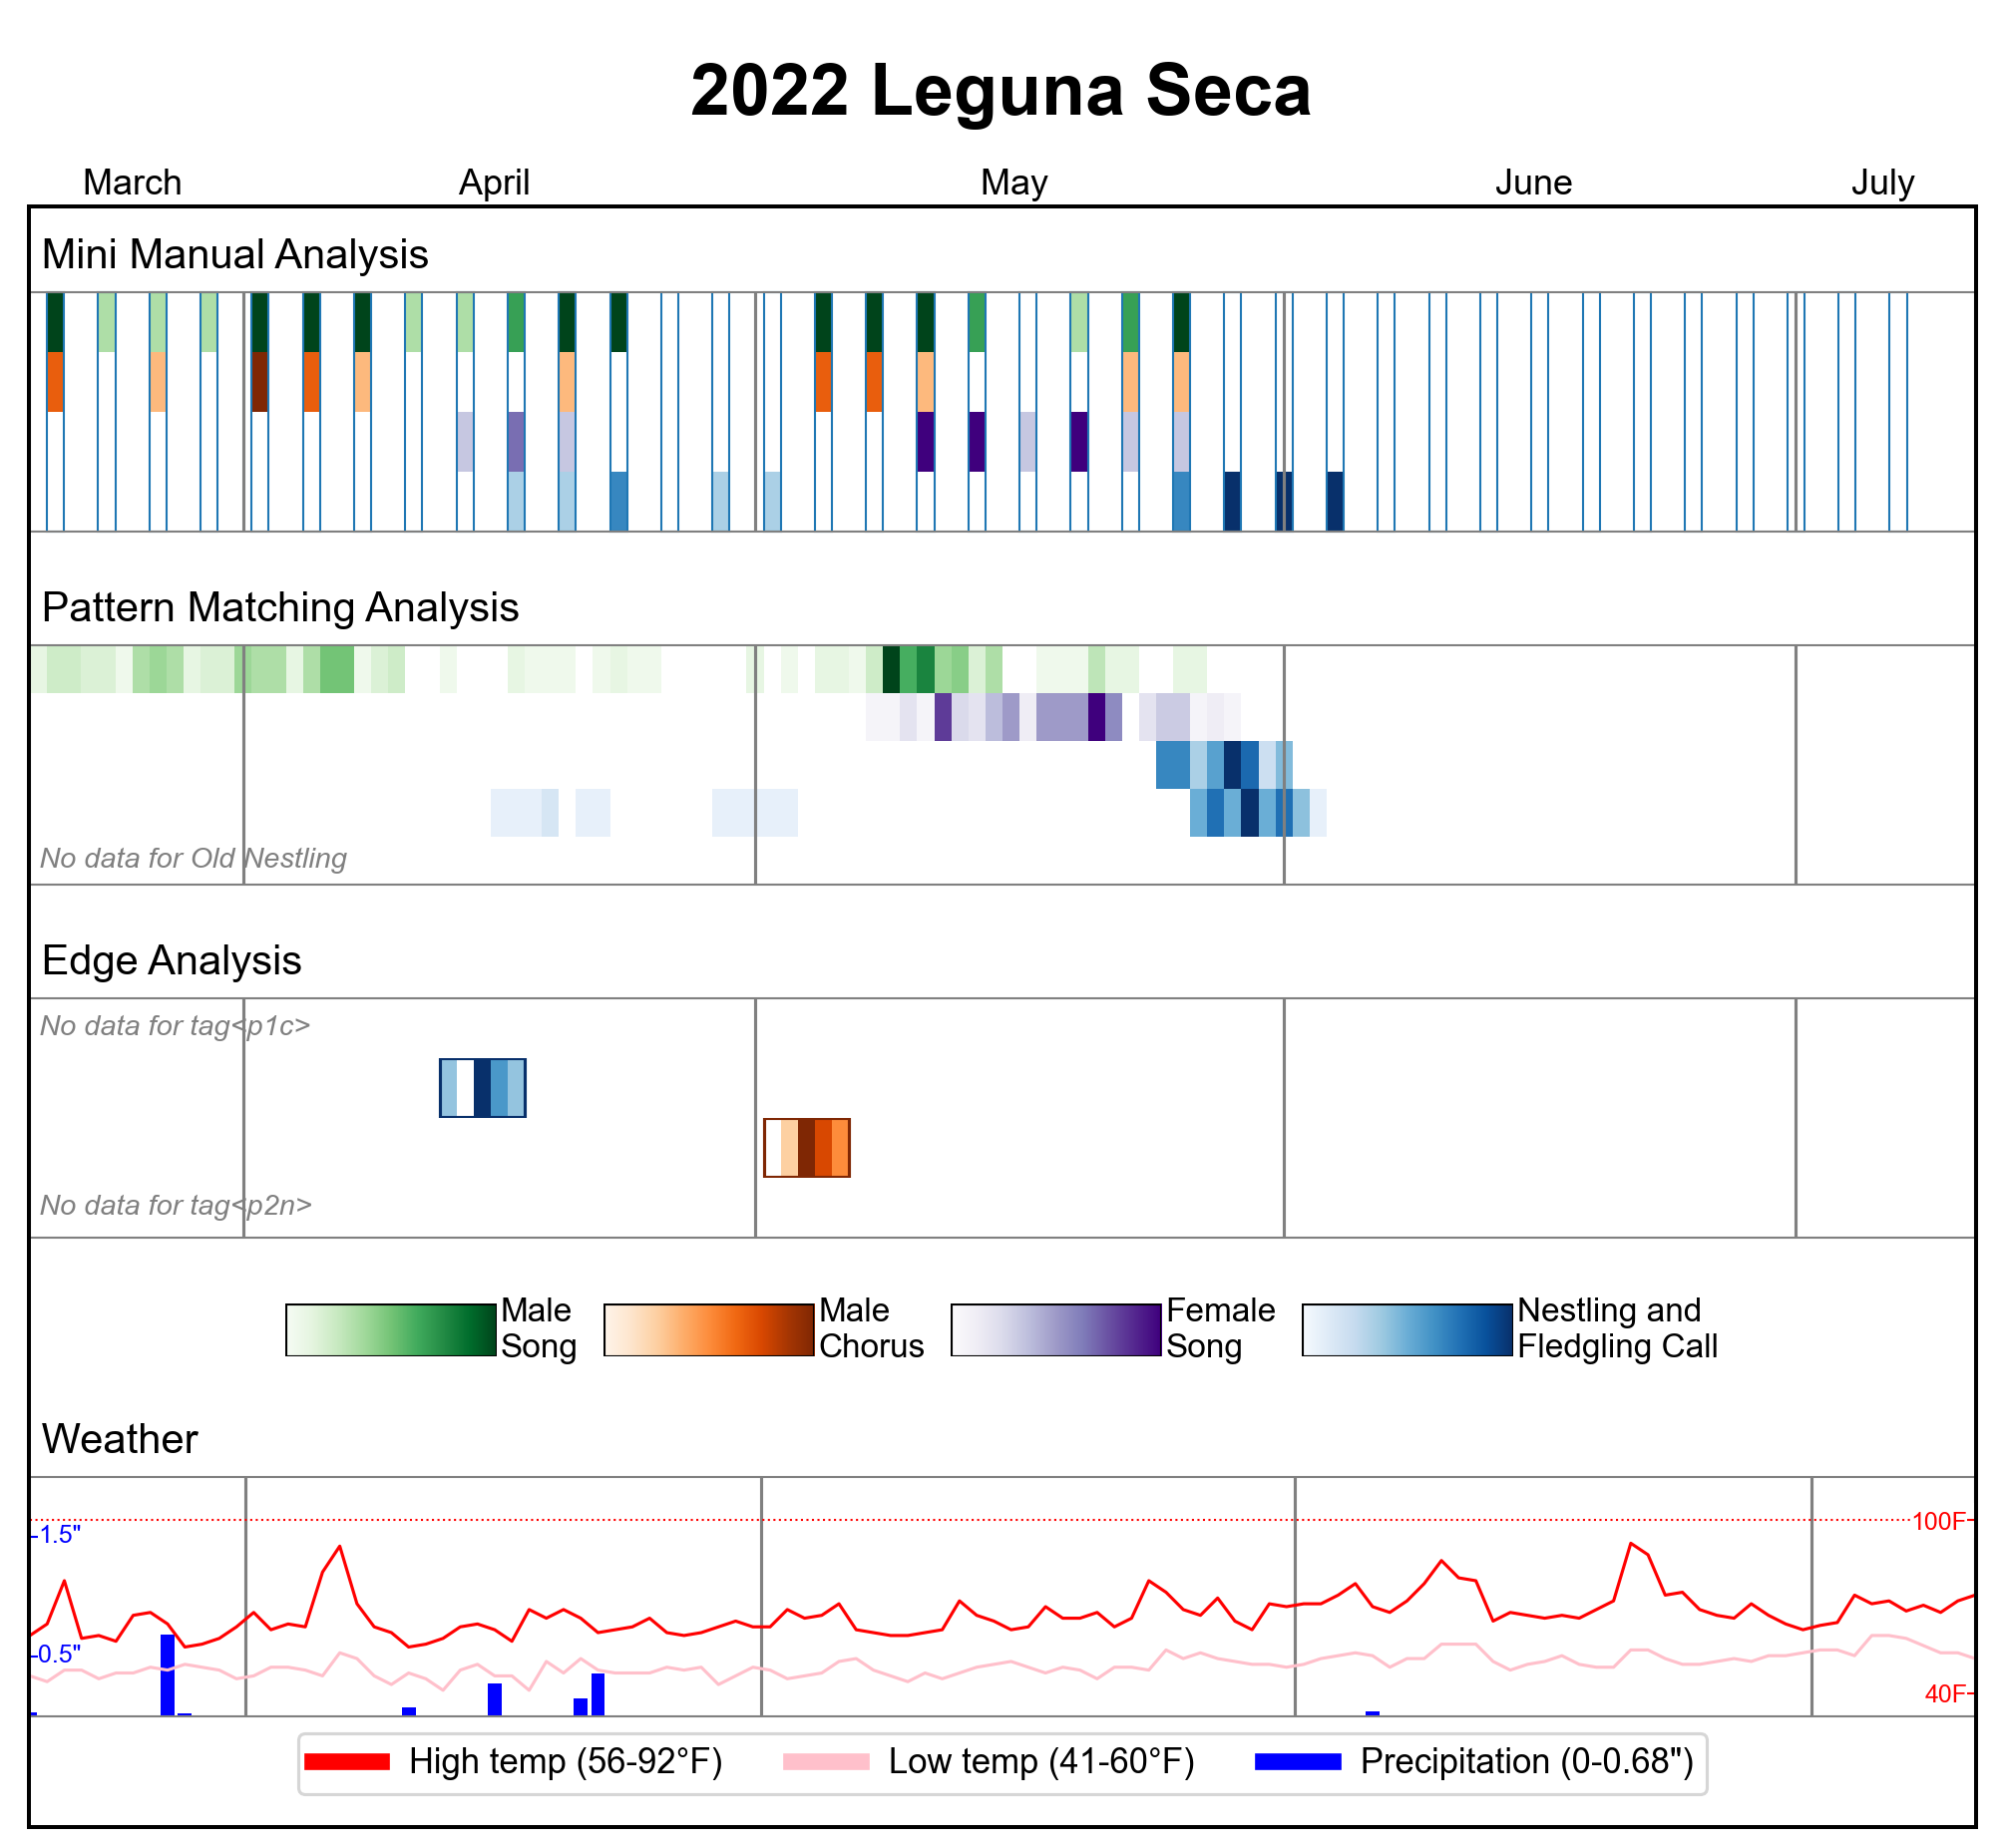 2022 Leguna Seca
March April May June July
Mini Manual Analysis
Pattern Matching Analysis
No data for Old Nestling
Edge Analysis
No data for tag<p1c>
No data for tag<p2n>
Male Song
Male Chorus
Female Song
Nestling and Fledgling Call
Weather
100F
1.5"
0.5"
40F
High temp (56-92°F) Low temp (41-60°F) Precipitation (0-0.68")